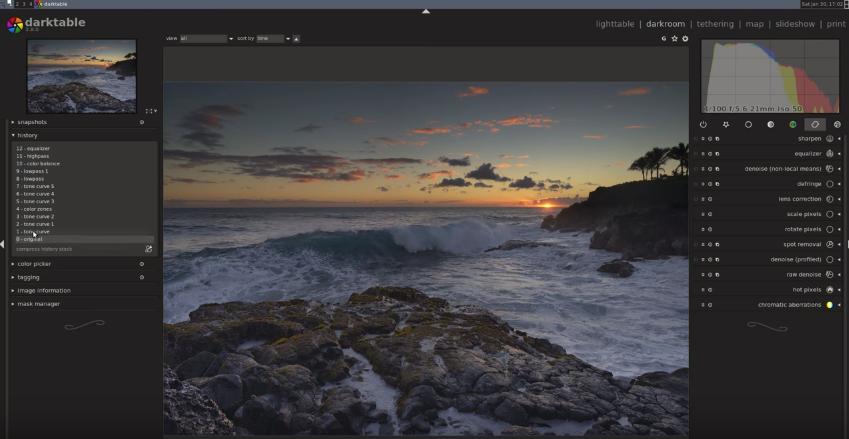 2 3 4 darktable
Sat Jan 30, 17:02
darktable
lighttable | darkroom | tethering | map | slideshow | print
view all sort by time
G
1/100 f/5.6 21mm iso 50
snapshots
history
12 - equalizer
11 - highpass
10 - color balance
9 - lowpass 1
8 - lowpass
7 - tone curve 5
6 - tone curve 4
5 - tone curve 3
4 - color zones
3 - tone curve 2
2 - tone curve 1
1 - tone curve
0 - original
compress history stack
color picker
tagging
image information
mask manager
sharpen
equalizer
denoise (non-local means)
defringe
lens correction
scale pixels
rotate pixels
spot removal
denoise (profiled)
raw denoise
hot pixels
chromatic aberrations